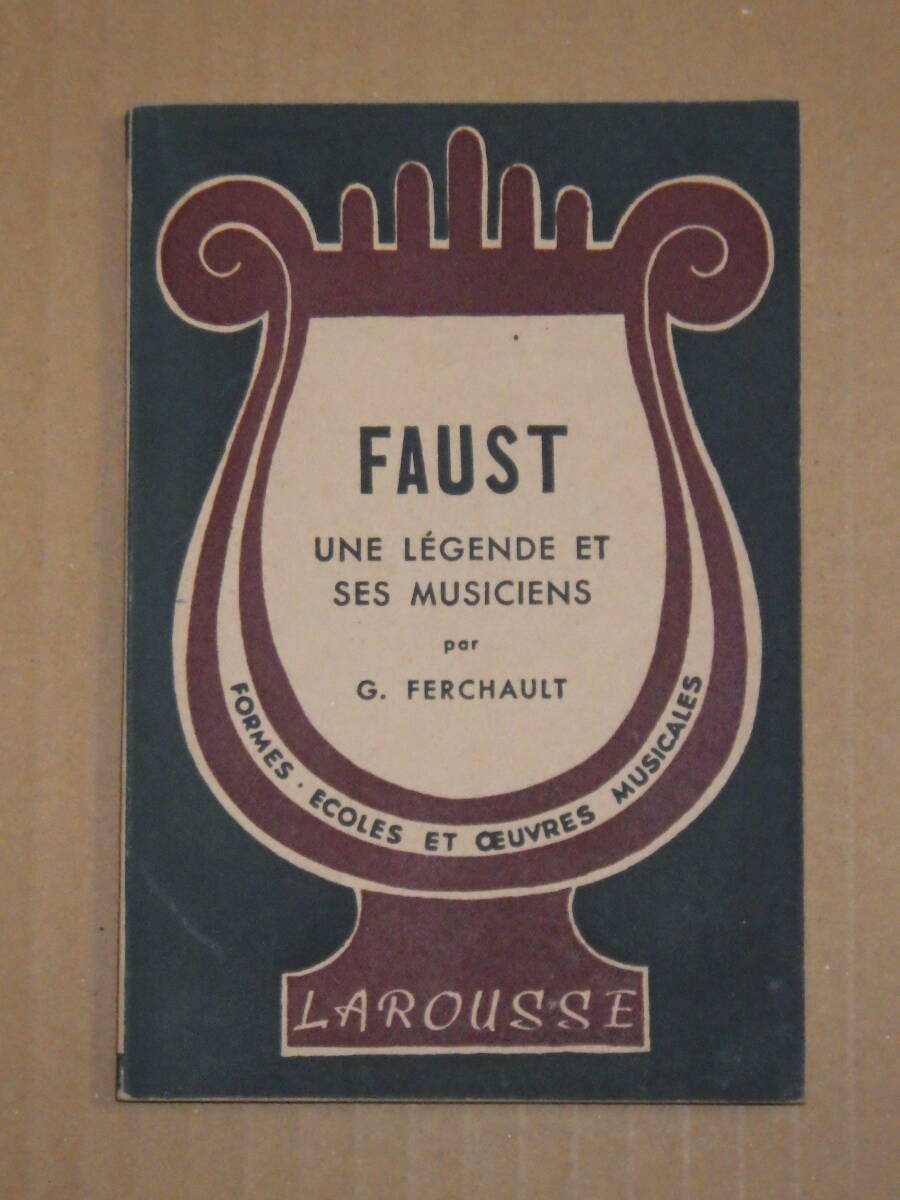 FAUST
UNE LÉGENDE ET
SES MUSICIENS
par
G. FERCHAULT
FORMES · ECOLES ET ŒUVRES MUSICALES
LAROUSSE